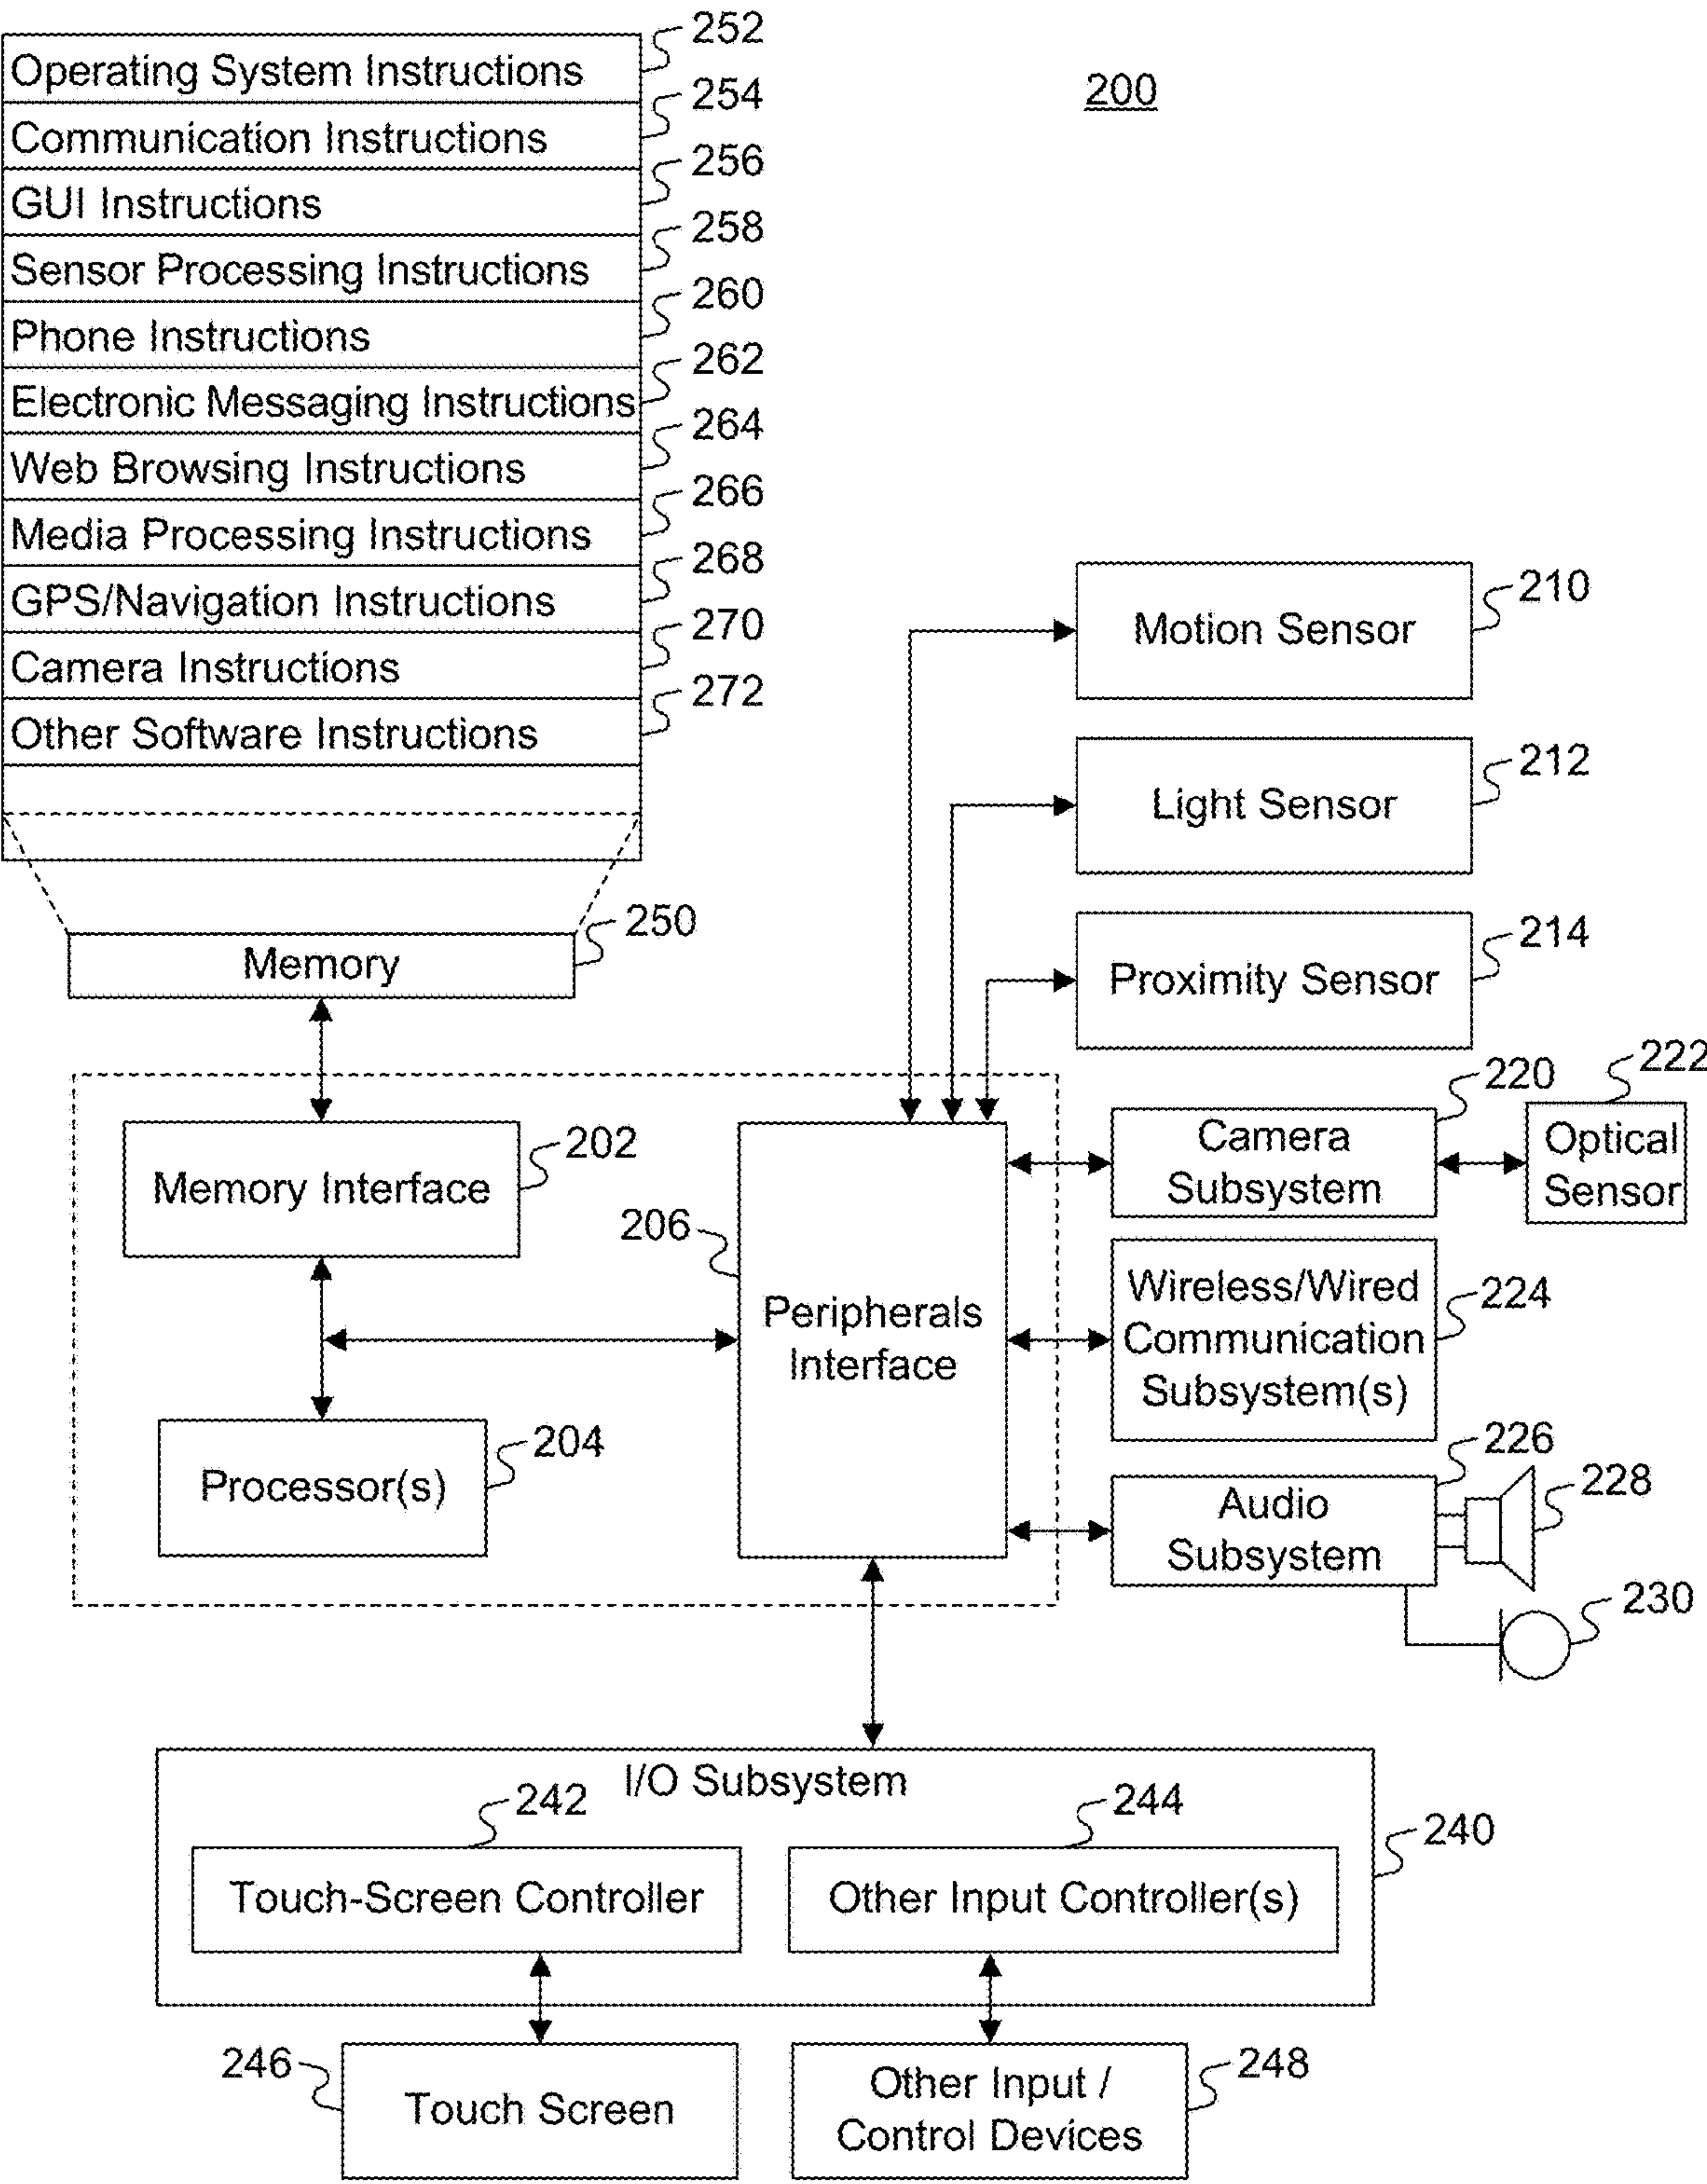 252
Operating System Instructions
200
254
Communication Instructions
256
GUI Instructions
258
Sensor Processing Instructions
260
Phone Instructions
262
Electronic Messaging Instructions
264
Web Browsing Instructions
266
Media Processing Instructions
268
GPS/Navigation Instructions
270
Camera Instructions
272
Other Software Instructions
250
Memory
210
Motion Sensor
212
Light Sensor
214
Proximity Sensor
202
Memory Interface
206
Peripherals
Interface
204
Processor(s)
220
Camera
Subsystem
222
Optical
Sensor
224
Wireless/Wired
Communication
Subsystem(s)
226
Audio
Subsystem
228
230
I/O Subsystem
240
242
Touch-Screen Controller
244
Other Input Controller(s)
246
Touch Screen
248
Other Input /
Control Devices